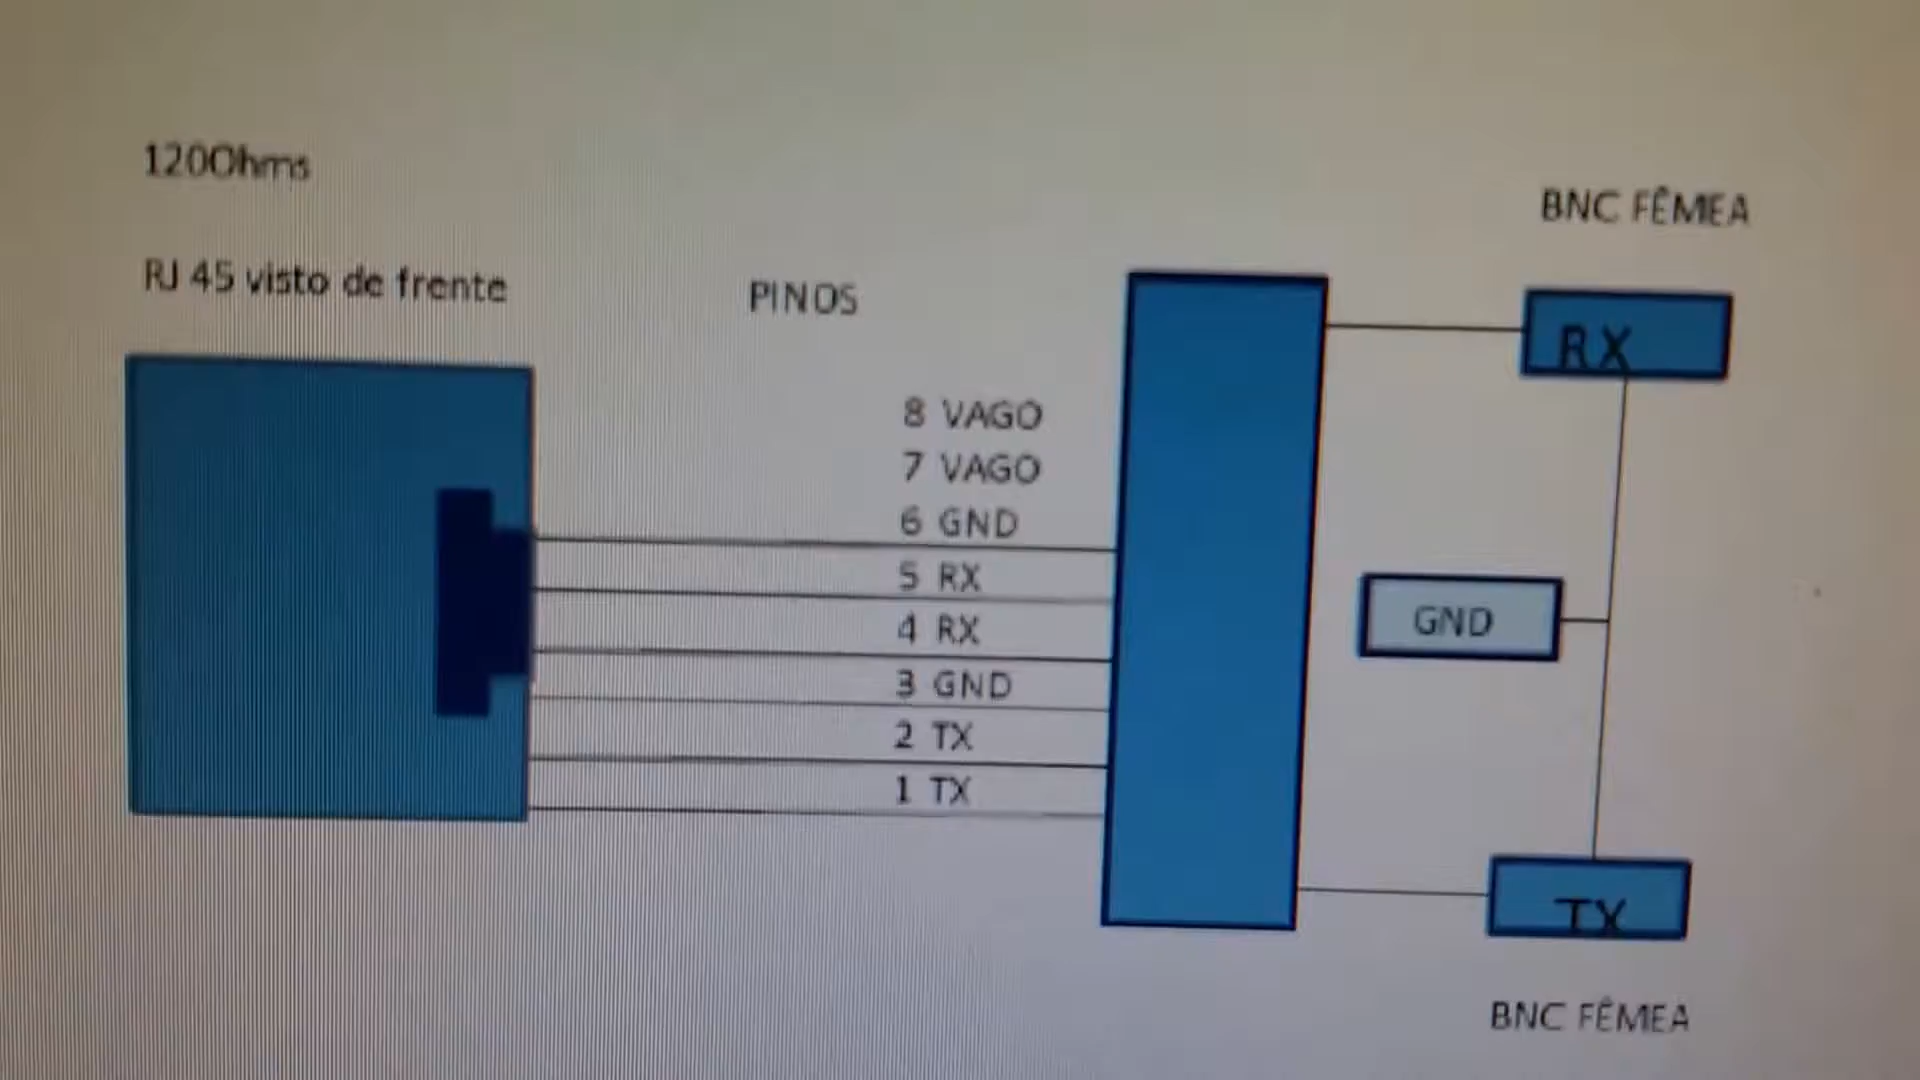 120Ohms
BNC FÊMEA
RJ 45 visto de frente
PINOS
RX
8 VAGO
7 VAGO
6 GND
5 RX
4 RX
GND
3 GND
2 TX
1 TX
TX
BNC FÊMEA